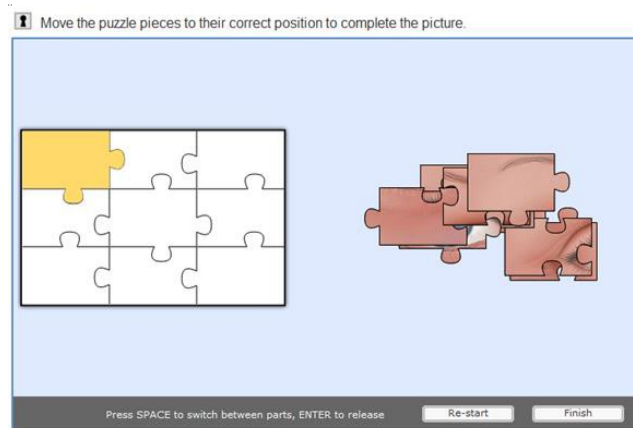 Move the puzzle pieces to their correct position to complete the picture.
Press SPACE to switch between parts, ENTER to release
Re-start
Finish